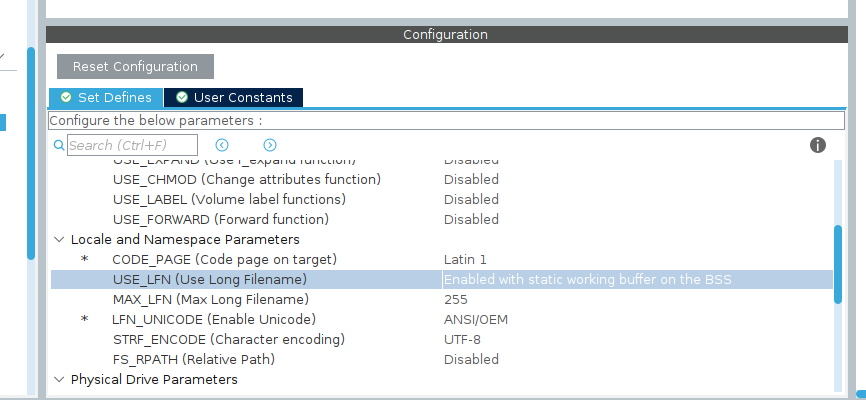 Configuration
Reset Configuration
Set Defines User Constants
Configure the below parameters :
Search (Ctrl+F)
USE_EXPAND (Use f_expand function) Disabled
USE_CHMOD (Change attributes function) Disabled
USE_LABEL (Volume label functions) Disabled
USE_FORWARD (Forward function) Disabled
Locale and Namespace Parameters
* CODE_PAGE (Code page on target) Latin 1
USE_LFN (Use Long Filename) Enabled with static working buffer on the BSS
MAX_LFN (Max Long Filename) 255
* LFN_UNICODE (Enable Unicode) ANSI/OEM
STRF_ENCODE (Character encoding) UTF-8
FS_RPATH (Relative Path) Disabled
Physical Drive Parameters